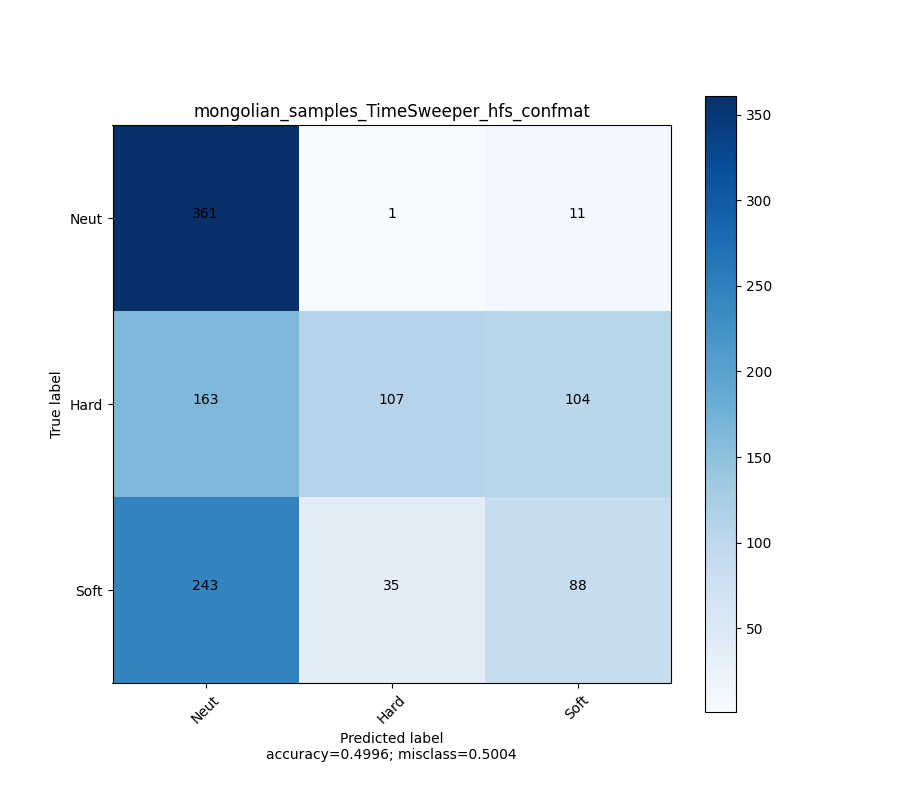 mongolian_samples_TimeSweeper_hfs_confmat
350
300
250
200
150
100
50
Neut 361 1 11
Hard 163 107 104
Soft 243 35 88
Neut Hard Soft
True label
Predicted label
accuracy=0.4996; misclass=0.5004